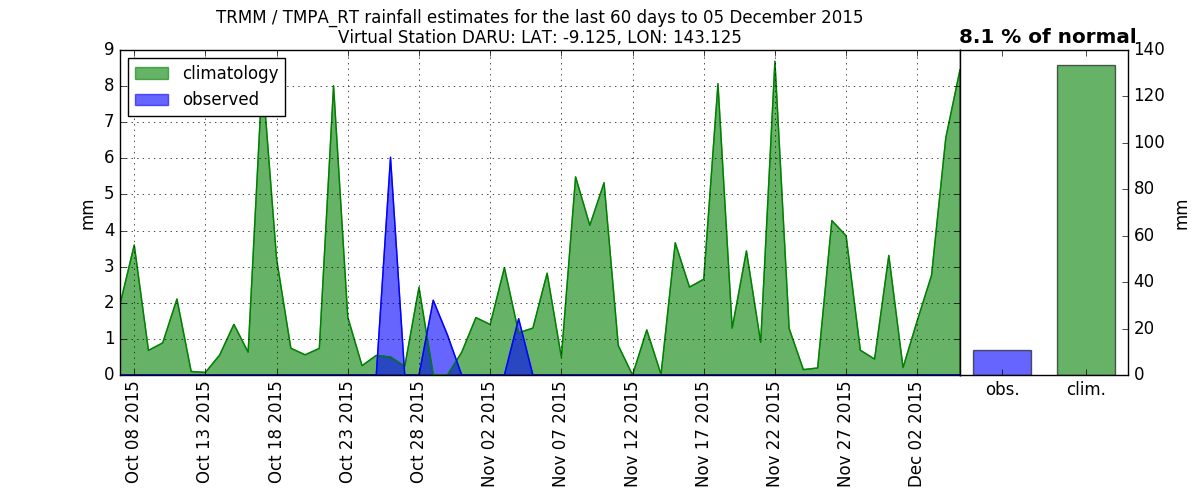 TRMM / TMPA_RT rainfall estimates for the last 60 days to 05 December 2015
Virtual Station DARU: LAT: -9.125, LON: 143.125
8.1 % of normal
climatology
observed
9
8
7
6
5
4
3
2
1
0
mm
140
120
100
80
60
40
20
0
mm
Oct 08 2015
Oct 13 2015
Oct 18 2015
Oct 23 2015
Oct 28 2015
Nov 02 2015
Nov 07 2015
Nov 12 2015
Nov 17 2015
Nov 22 2015
Nov 27 2015
Dec 02 2015
obs.
clim.